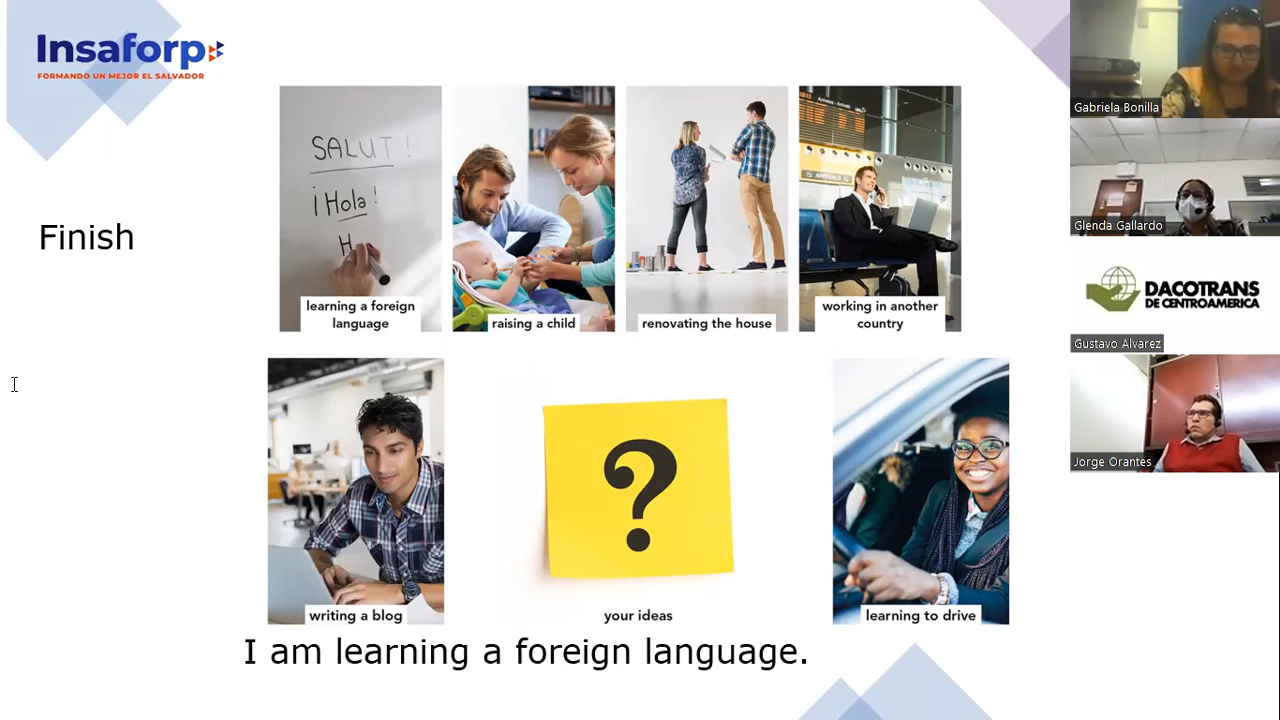 Insaforp
FORMANDO UN MEJOR EL SALVADOR
Finish
SALUT!
¡Hola!
H
learning a foreign
language
raising a child
renovating the house
ARRIVALS
working in another
country
writing a blog
?
your ideas
learning to drive
I am learning a foreign language.
Gabriela Bonilla
Glenda Gallardo
DACOTRANS
DE CENTROAMERICA
Gustavo Alvarez
Jorge Orantes